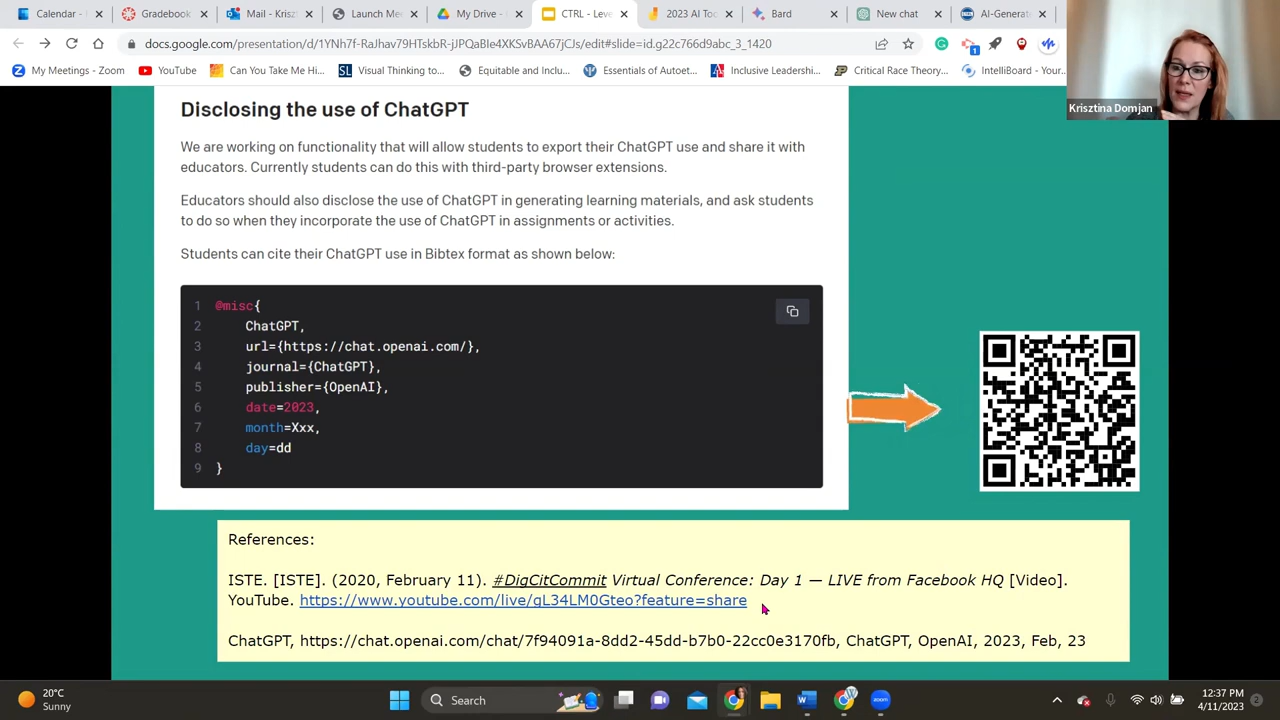 Calendar -
Gradebook
Mail - Krisz
Launch Mee
My Drive -
CTRL - Leve
2023 AI Too
Bard
New chat
AI-Generat
docs.google.com/presentation/d/1YNh7f-RaJhav79HTskbR-jJPQaBIe4XKSvBAA67jCJs/edit#slide=id.g22c766d9abc_3_1420
My Meetings - Zoom
YouTube
Can You Take Me Hi...
Visual Thinking to...
Equitable and Inclu...
Essentials of Autoet...
Inclusive Leadershi...
Critical Race Theory...
IntelliBoard - Your...
Krisztina Domjan
Disclosing the use of ChatGPT
We are working on functionality that will allow students to export their ChatGPT use and share it with
educators. Currently students can do this with third-party browser extensions.
Educators should also disclose the use of ChatGPT in generating learning materials, and ask students
to do so when they incorporate the use of ChatGPT in assignments or activities.
Students can cite their ChatGPT use in Bibtex format as shown below:
1 @misc{
2 ChatGPT,
3 url={https://chat.openai.com/},
4 journal={ChatGPT},
5 publisher={OpenAI},
6 date=2023,
7 month=Xxx,
8 day=dd
9 }
References:
ISTE. [ISTE]. (2020, February 11). #DigCitCommit Virtual Conference: Day 1 — LIVE from Facebook HQ [Video].
YouTube. https://www.youtube.com/live/gL34LM0Gteo?feature=share
ChatGPT, https://chat.openai.com/chat/7f94091a-8dd2-45dd-b7b0-22cc0e3170fb, ChatGPT, OpenAI, 2023, Feb, 23
20°C
Sunny
Search
12:37 PM
4/11/2023